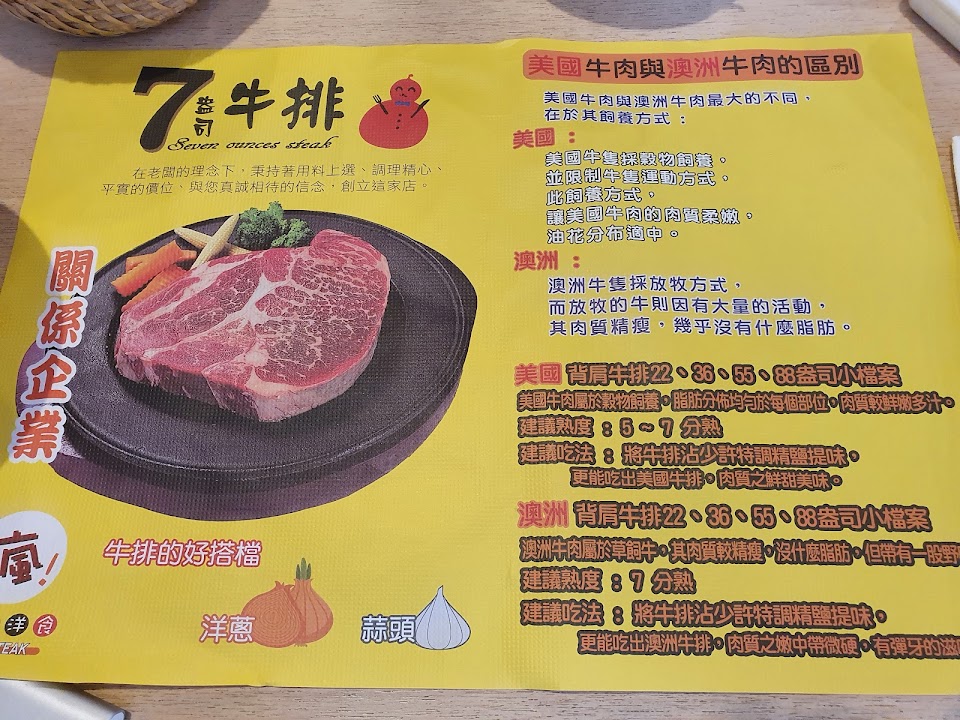 7盎司牛排
Seven ounces steak
在老闆的理念下，秉持著用料上選、調理精心、
平實的價位、與您真誠相待的信念，創立這家店。
關係企業
瘋!
洋食
TEAK
牛排的好搭檔
洋蔥
蒜頭
美國牛肉與澳洲牛肉的區別
美國牛肉與澳洲牛肉最大的不同，
在於其飼養方式：
美國：
美國牛隻採穀物飼養。
並限制牛隻運動方式，
此飼養方式，
讓美國牛肉的肉質柔嫩，
油花分布適中。
澳洲：
澳洲牛隻採放牧方式，
而放牧的牛則因有大量的活動，
其肉質精瘦，幾乎沒有什麼脂肪。
美國 背肩牛排22、36、55、88盎司小檔案
美國牛肉屬於穀物飼養，脂肪分佈均勻於每個部位，肉質較鮮嫩多汁。
建議熟度：5～7 分熟
建議吃法：將牛排沾少許特調精鹽提味，
更能吃出美國牛排，肉質之鮮甜美味。
澳洲 背肩牛排22、36、55、88盎司小檔案
澳洲牛肉屬於草飼牛，其肉質較精瘦，沒什麼脂肪，但帶有一股野
建議熟度：7 分熟
建議吃法：將牛排沾少許特調精鹽提味，
更能吃出澳洲牛排，肉質之嫩中帶微硬，有彈牙的滋